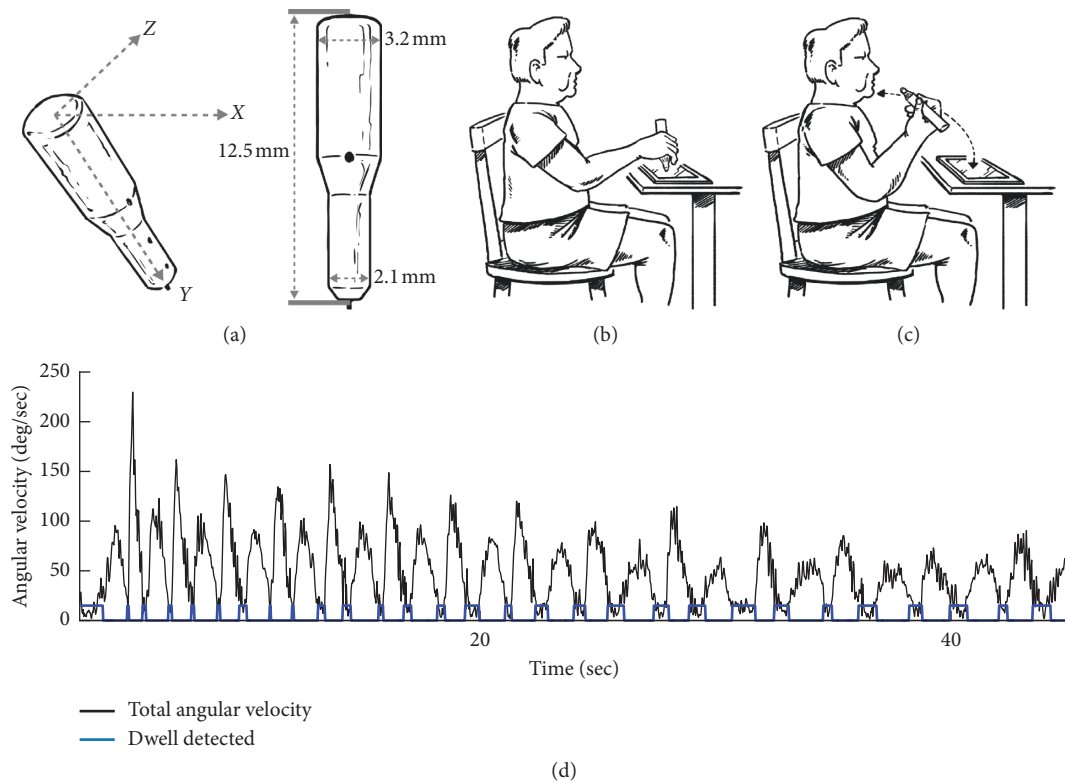 Z
X
Y
3.2 mm
12.5 mm
2.1 mm
(a)
(b)
(c)
Angular velocity (deg/sec)
250
200
150
100
50
0
20
40
Time (sec)
Total angular velocity
Dwell detected
(d)